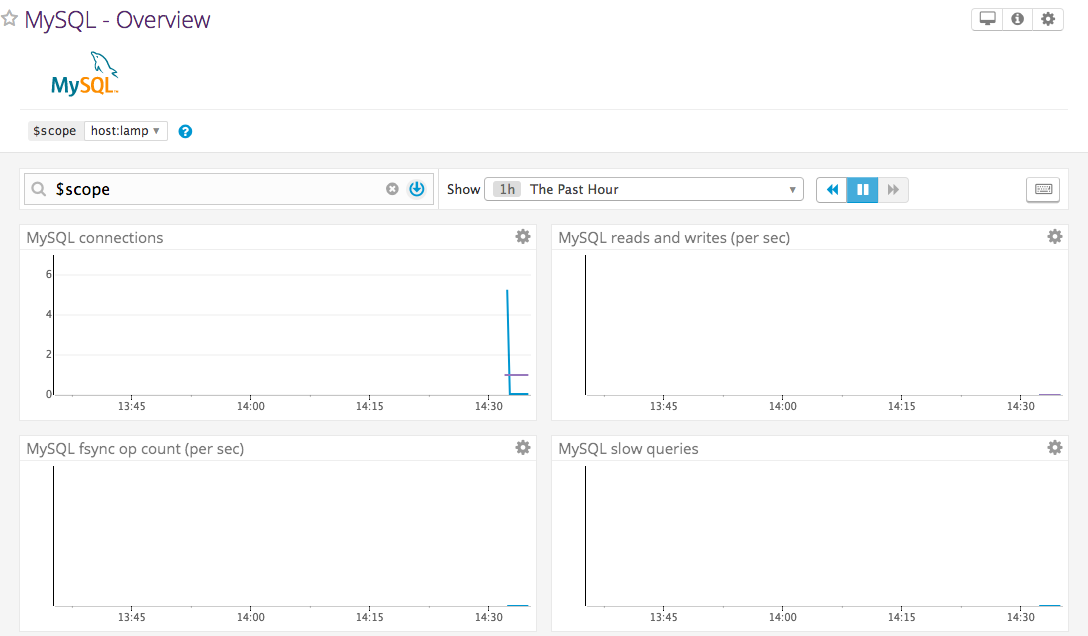 MySQL - Overview
MySQL™
$scope host:lamp
$scope Show 1h The Past Hour
MySQL connections
6
4
2
0
13:45 14:00 14:15 14:30
MySQL reads and writes (per sec)
13:45 14:00 14:15 14:30
MySQL fsync op count (per sec)
13:45 14:00 14:15 14:30
MySQL slow queries
13:45 14:00 14:15 14:30